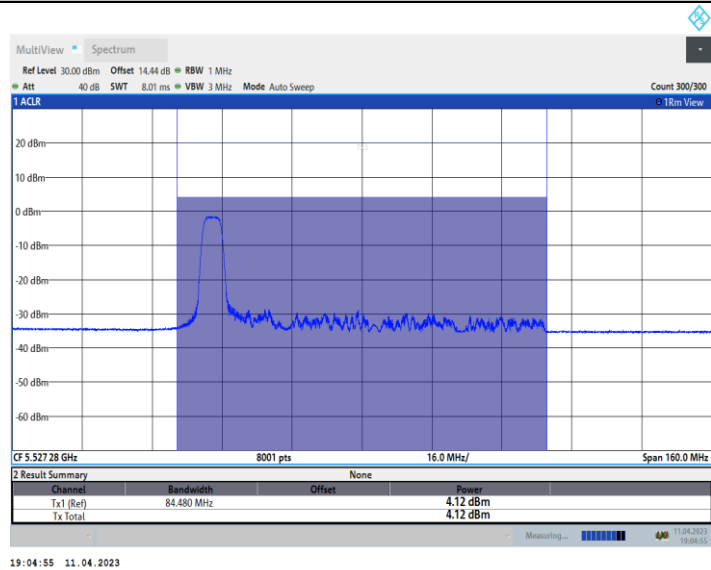 MultiView Spectrum
Ref Level 30.00 dBm Offset 14.44 dB RBW 1 MHz
Att 40 dB SWT 8.01 ms VBW 3 MHz Mode Auto Sweep Count 300/300
1 ACLR 1Rm View
20 dBm
10 dBm
0 dBm
-10 dBm
-20 dBm
-30 dBm
-40 dBm
-50 dBm
-60 dBm
CF 5.527 28 GHz 8001 pts 16.0 MHz/ Span 160.0 MHz
2 Result Summary None
Channel Bandwidth Offset Power
Tx1 (Ref) 84.480 MHz 4.12 dBm
Tx Total 4.12 dBm
Measuring... 11.04.2023
19:04:55
19:04:55 11.04.2023